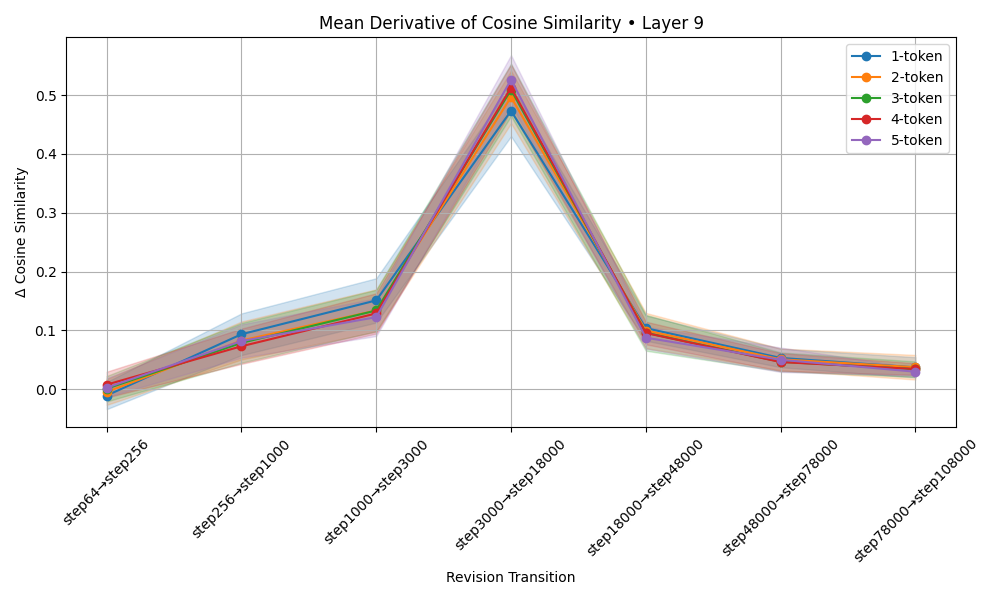 Mean Derivative of Cosine Similarity • Layer 9
1-token
2-token
3-token
4-token
5-token
Δ Cosine Similarity
0.5
0.4
0.3
0.2
0.1
0.0
step64→step256
step256→step1000
step1000→step3000
step3000→step18000
step18000→step48000
step48000→step78000
step78000→step108000
Revision Transition